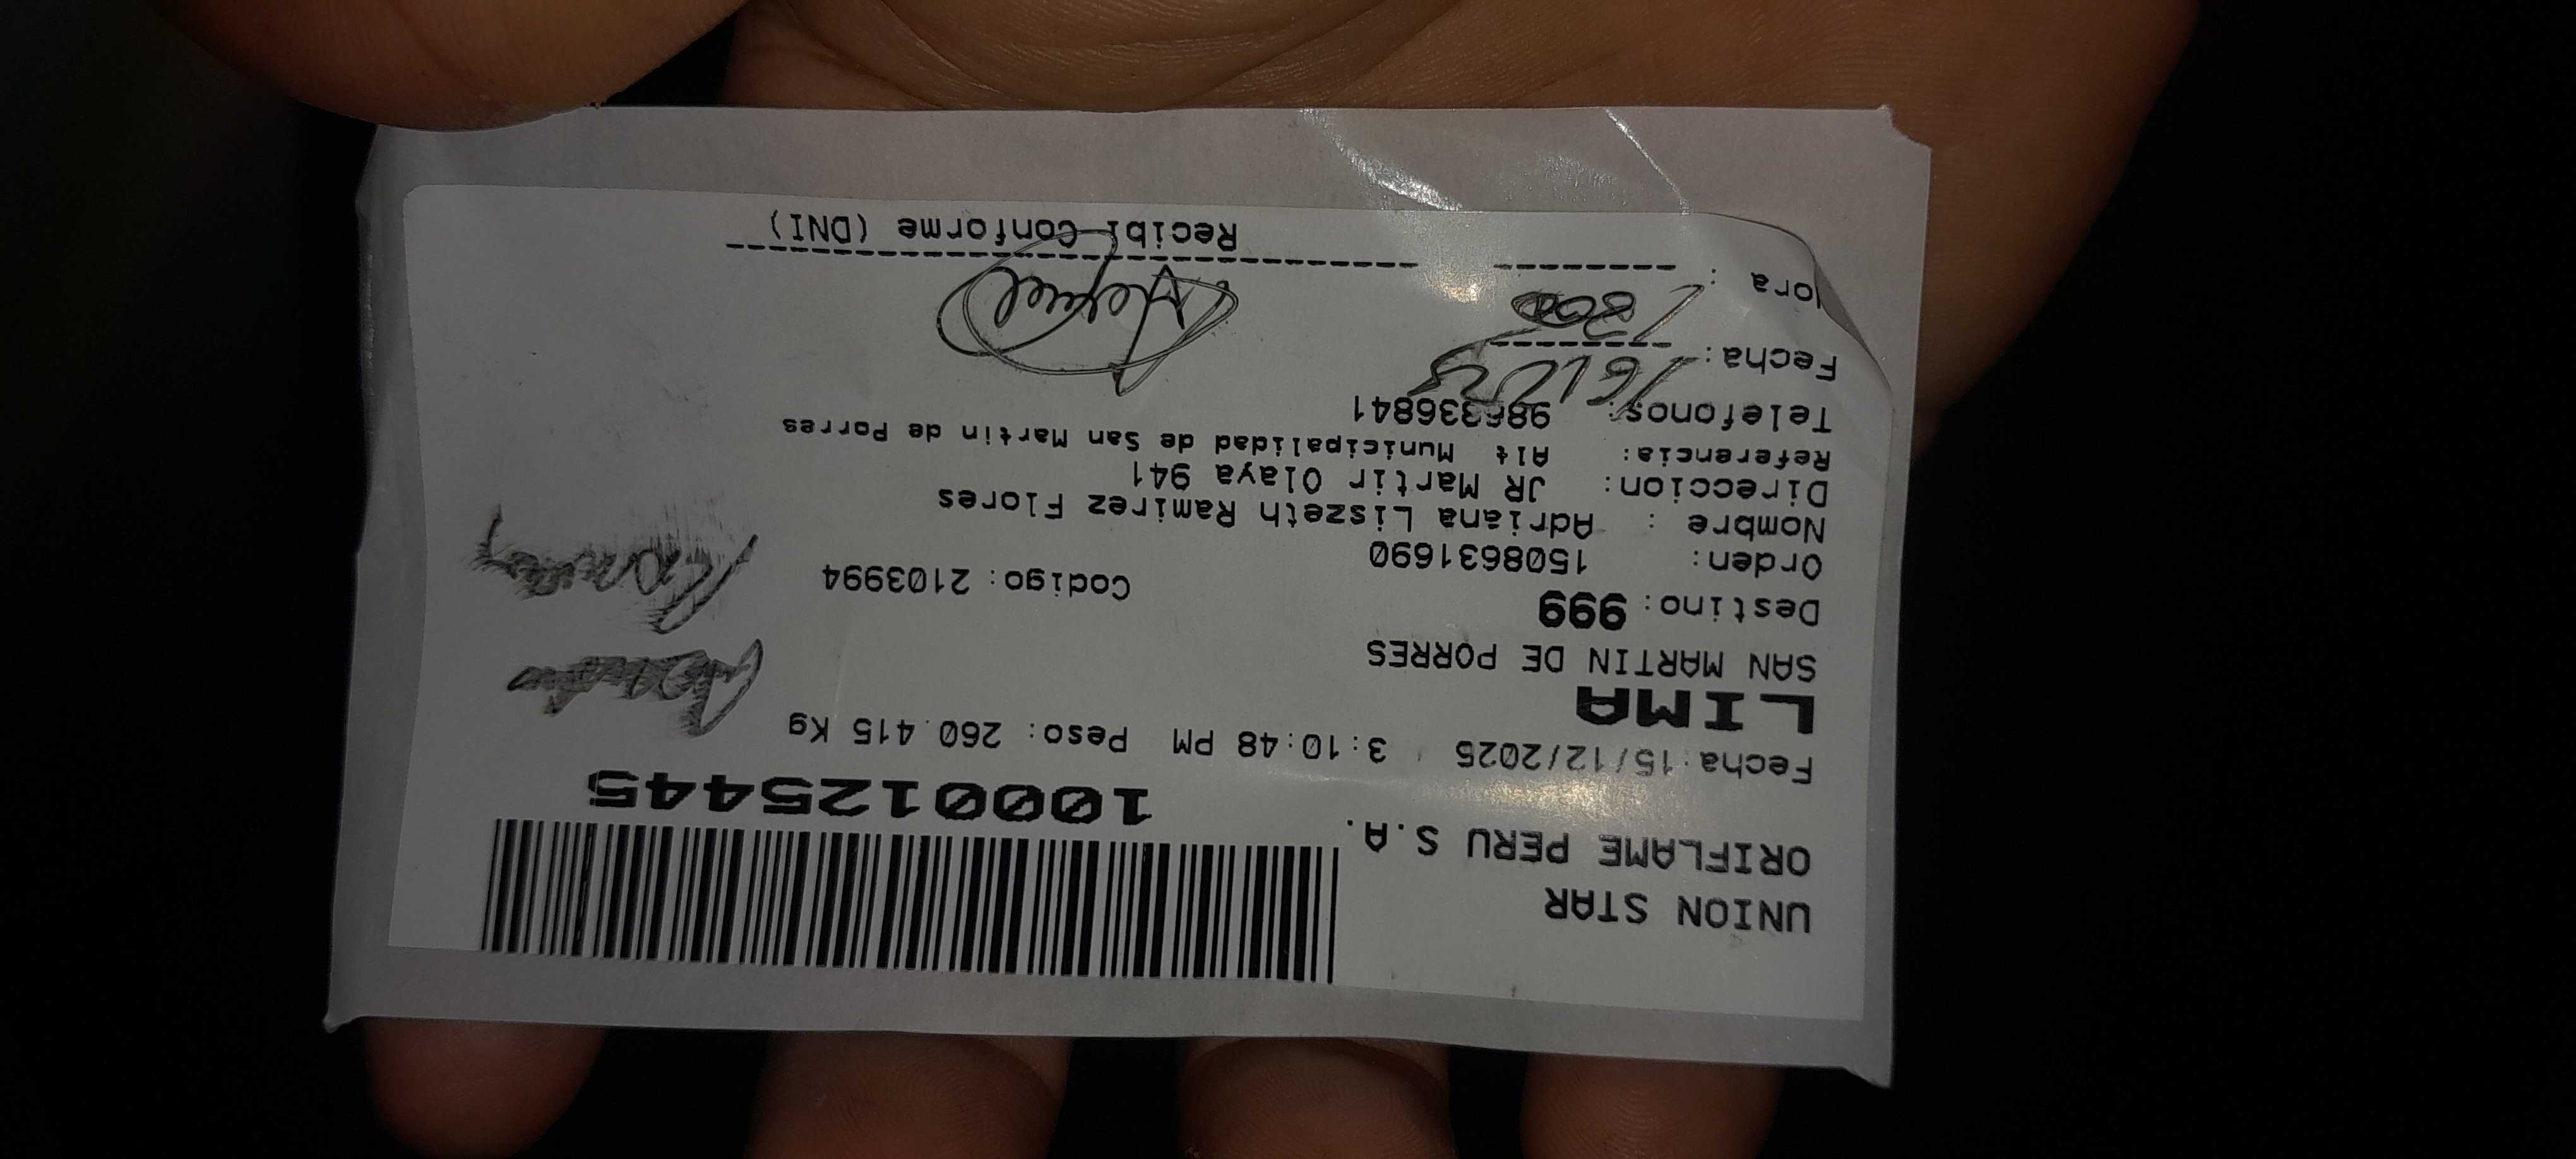 UNION STAR
ORIFLAME PERU S.A.
1000125445
Fecha:15/12/2025 3:10:48 PM Peso: 260.415 Kg
LIMA
SAN MARTIN DE PORRES
Destino: 999 Codigo: 2103994
Orden: 1508631690
Nombre : Adriana Liszeth Ramirez Flores
Direccion: JR Martir Olaya 941
Referencia: Alt Municipalidad de San Martin de Porres
Telefonos: 986336841
Fecha:
ora :
Recibi Conforme (DNI)